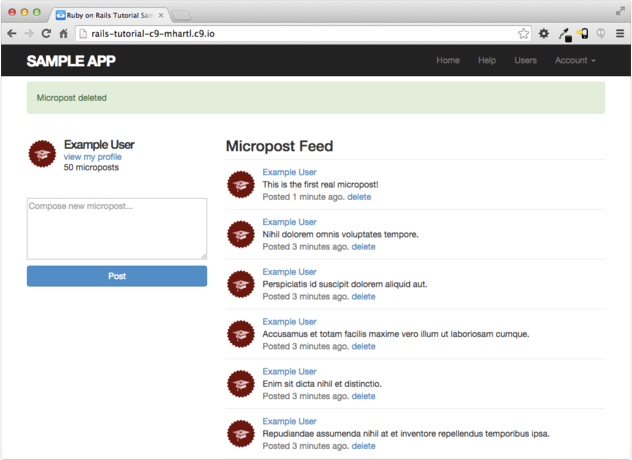 Ruby on Rails Tutorial Sam
rails-tutorial-c9-mhartl.c9.io
SAMPLE APP
Home Help Users Account
Micropost deleted
Example User
view my profile
50 microposts
Compose new micropost...
Post
Micropost Feed
Example User
This is the first real micropost!
Posted 1 minute ago. delete
Example User
Nihil dolorem omnis voluptates tempore.
Posted 3 minutes ago. delete
Example User
Perspiciatis id suscipit dolorem aliquid aut.
Posted 3 minutes ago. delete
Example User
Accusamus et totam facilis maxime vero illum ut laboriosam cumque.
Posted 3 minutes ago. delete
Example User
Enim sit dicta nihil et distinctio.
Posted 3 minutes ago. delete
Example User
Repudiandae assumenda nihil at et inventore repellendus temporibus ipsa.
Posted 3 minutes ago. delete